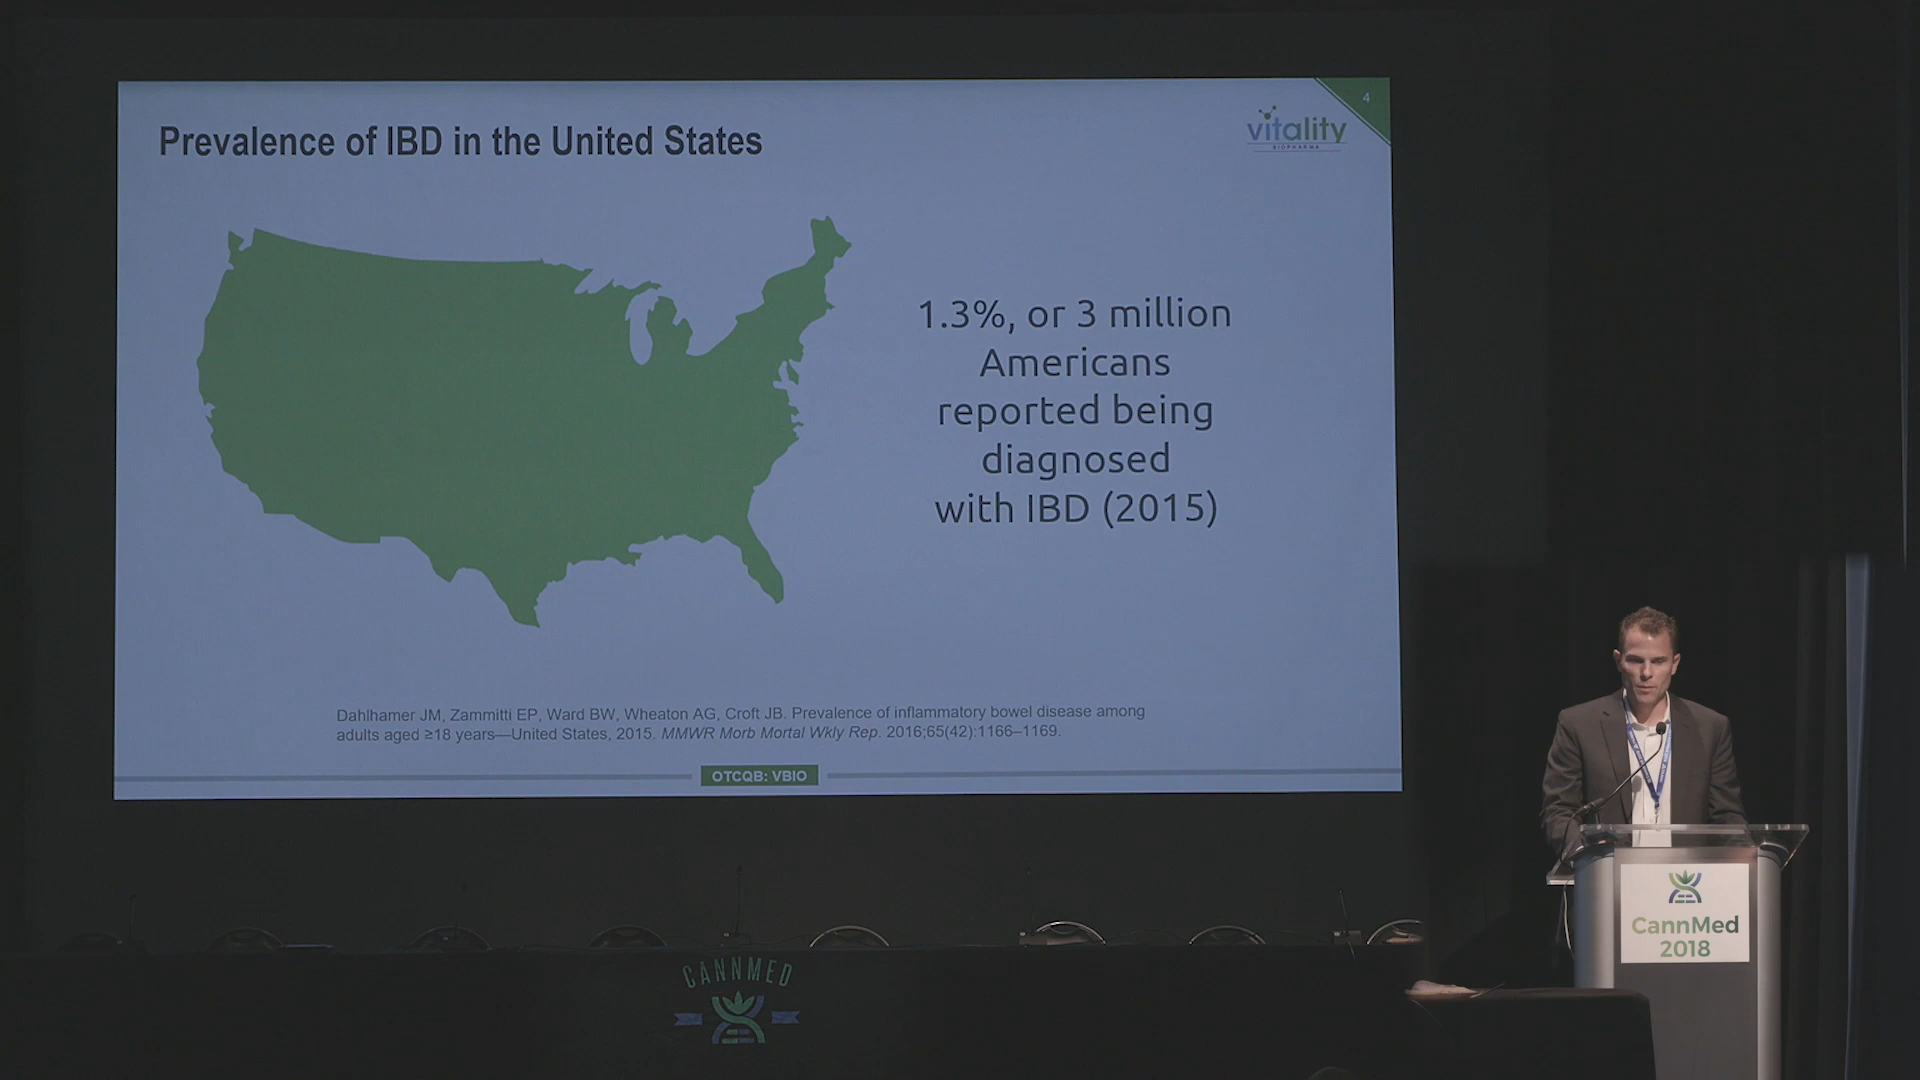 4
vitality
BIOPHARMA
Prevalence of IBD in the United States
1.3%, or 3 million
Americans
reported being
diagnosed
with IBD (2015)
Dahlhamer JM, Zammitti EP, Ward BW, Wheaton AG, Croft JB. Prevalence of inflammatory bowel disease among
adults aged ≥18 years—United States, 2015. MMWR Morb Mortal Wkly Rep. 2016;65(42):1166–1169.
OTCQB: VBIO
CannMed
2018
CANNMED